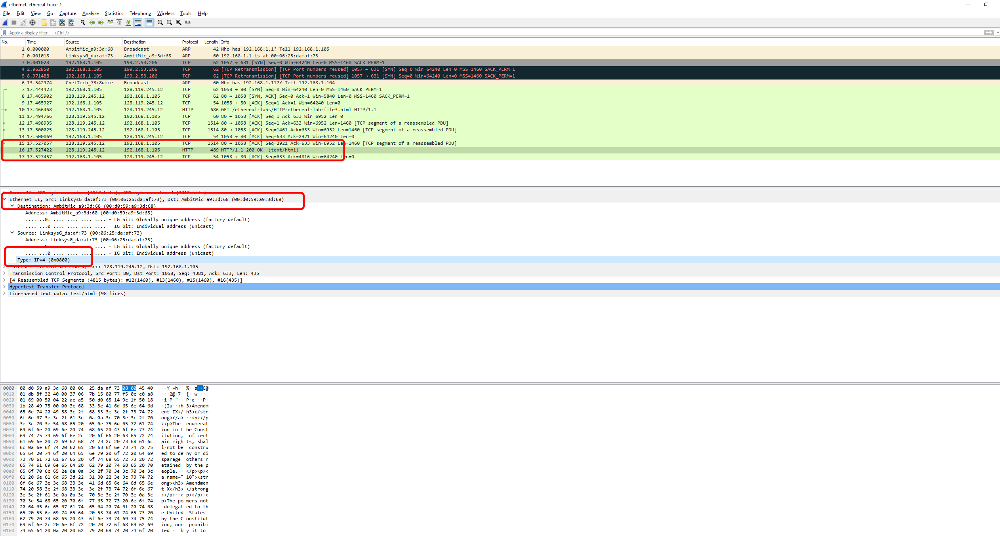 ethernet-ethereal-trace-1
File Edit View Go Capture Analyze Statistics Telephony Wireless Tools Help
Apply a display filter ... <Ctrl-/>
No. Time Source Destination Protocol Length Info
1 0.000000 AmbitMic_a9:3d:68 Broadcast ARP 42 Who has 192.168.1.1? Tell 192.168.1.105
2 0.001018 LinksysG_da:af:73 AmbitMic_a9:3d:68 ARP 60 192.168.1.1 is at 00:06:25:da:af:73
3 0.001028 192.168.1.105 199.2.53.206 TCP 62 1057 → 631 [SYN] Seq=0 Win=64240 Len=0 MSS=1460 SACK_PERM=1
4 2.962850 192.168.1.105 199.2.53.206 TCP 62 [TCP Retransmission] [TCP Port numbers reused] 1057 → 631 [SYN] Seq=0 Win=64240 Len=0 MSS=1460 SACK_PERM=1
5 8.971488 192.168.1.105 199.2.53.206 TCP 62 [TCP Retransmission] [TCP Port numbers reused] 1057 → 631 [SYN] Seq=0 Win=64240 Len=0 MSS=1460 SACK_PERM=1
6 13.542974 CnetTech_73:8d:ce Broadcast ARP 60 Who has 192.168.1.117? Tell 192.168.1.104
7 17.444423 192.168.1.105 128.119.245.12 TCP 62 1058 → 80 [SYN] Seq=0 Win=64240 Len=0 MSS=1460 SACK_PERM=1
8 17.465902 128.119.245.12 192.168.1.105 TCP 62 80 → 1058 [SYN, ACK] Seq=0 Ack=1 Win=5840 Len=0 MSS=1460 SACK_PERM=1
9 17.465927 192.168.1.105 128.119.245.12 TCP 54 1058 → 80 [ACK] Seq=1 Ack=1 Win=64240 Len=0
10 17.466468 192.168.1.105 128.119.245.12 HTTP 686 GET /ethereal-labs/HTTP-ethereal-lab-file3.html HTTP/1.1
11 17.494766 128.119.245.12 192.168.1.105 TCP 60 80 → 1058 [ACK] Seq=1 Ack=633 Win=6952 Len=0
12 17.498935 128.119.245.12 192.168.1.105 TCP 1514 80 → 1058 [ACK] Seq=1 Ack=633 Win=6952 Len=1460 [TCP segment of a reassembled PDU]
13 17.500025 128.119.245.12 192.168.1.105 TCP 1514 80 → 1058 [ACK] Seq=1461 Ack=633 Win=6952 Len=1460 [TCP segment of a reassembled PDU]
14 17.500069 192.168.1.105 128.119.245.12 TCP 54 1058 → 80 [ACK] Seq=633 Ack=2921 Win=64240 Len=0
15 17.527057 128.119.245.12 192.168.1.105 TCP 1514 80 → 1058 [ACK] Seq=2921 Ack=633 Win=6952 Len=1460 [TCP segment of a reassembled PDU]
16 17.527422 128.119.245.12 192.168.1.105 HTTP 489 HTTP/1.1 200 OK (text/html)
17 17.527457 192.168.1.105 128.119.245.12 TCP 54 1058 → 80 [ACK] Seq=633 Ack=4816 Win=64240 Len=0
Frame 16: 489 bytes on wire (3912 bits), 489 bytes captured (3912 bits)
Ethernet II, Src: LinksysG_da:af:73 (00:06:25:da:af:73), Dst: AmbitMic_a9:3d:68 (00:d0:59:a9:3d:68)
Destination: AmbitMic_a9:3d:68 (00:d0:59:a9:3d:68)
Address: AmbitMic_a9:3d:68 (00:d0:59:a9:3d:68)
.... ..0. .... .... .... .... = LG bit: Globally unique address (factory default)
.... ...0 .... .... .... .... = IG bit: Individual address (unicast)
Source: LinksysG_da:af:73 (00:06:25:da:af:73)
Address: LinksysG_da:af:73 (00:06:25:da:af:73)
.... ..0. .... .... .... .... = LG bit: Globally unique address (factory default)
.... ...0 .... .... .... .... = IG bit: Individual address (unicast)
Type: IPv4 (0x0800)
Internet Protocol Version 4, Src: 128.119.245.12, Dst: 192.168.1.105
Transmission Control Protocol, Src Port: 80, Dst Port: 1058, Seq: 4381, Ack: 633, Len: 435
[4 Reassembled TCP Segments (4815 bytes): #12(1460), #13(1460), #15(1460), #16(435)]
Hypertext Transfer Protocol
Line-based text data: text/html (98 lines)
0000 00 d0 59 a9 3d 68 00 06 25 da af 73 08 00 45 40 ··Y·=h·· %··s··E@
0010 01 db 8f 32 40 00 37 06 7b 15 80 77 f5 0c c0 a8 ···2@·7· {··w····
0020 01 69 00 50 04 22 ac a5 50 d0 65 14 9c 1f 50 18 ·i·P·"·· P·e···P·
0030 1b 28 49 75 00 00 3c 68 33 3e 41 6d 65 6e 64 6d ·(Iu··<h 3>Amendm
0040 65 6e 74 20 49 58 3c 2f 68 33 3e 3c 2f 73 74 72 ent IX</ h3></str
0050 6f 6e 67 3e 3c 2f 61 3e 0a 0a 3c 70 3e 3c 2f 70 ong></a> ··<p></p
0060 3e 3c 70 3e 54 68 65 20 65 6e 75 6d 65 72 61 74 ><p>The enumerat
0070 69 6f 6e 20 69 6e 20 74 68 65 20 43 6f 6e 73 74 ion in t he Const
0080 69 74 75 74 69 6f 6e 2c 20 6f 66 20 63 65 72 74 itution, of cert
0090 61 69 6e 20 72 69 67 68 74 73 2c 20 73 68 61 6c ain righ ts, shal
00a0 6c 0a 6e 6f 74 20 62 65 20 63 6f 6e 73 74 72 75 l·not be constru
00b0 65 64 20 74 6f 20 64 65 6e 79 20 6f 72 20 64 69 ed to de ny or di
00c0 73 70 61 72 61 67 65 20 6f 74 68 65 72 73 20 72 sparage others r
00d0 65 74 61 69 6e 65 64 20 62 79 20 74 68 65 20 70 etained by the p
00e0 65 6f 70 6c 65 2e 0a 0a 3c 2f 70 3e 3c 70 3e 3c eople.·· </p><p><
00f0 61 20 6e 61 6d 65 3d 22 31 30 22 3e 3c 73 74 72 a name=" 10"><str
0100 6f 6e 67 3e 3c 68 33 3e 41 6d 65 6e 64 6d 65 6e ong><h3> Amendmen
0110 74 20 58 3c 2f 68 33 3e 3c 2f 73 74 72 6f 6e 67 t X</h3> </strong
0120 3e 3c 2f 61 3e 0a 0a 3c 70 3e 3c 2f 70 3e 0a 3c ></a>··< p></p>·<
0130 70 3e 54 68 65 20 70 6f 77 65 72 73 20 6e 6f 74 p>The po wers not
0140 20 64 65 6c 65 67 61 74 65 64 20 74 6f 20 74 68 delegat ed to th
0150 65 20 55 6e 69 74 65 64 20 53 74 61 74 65 73 20 e United States
0160 62 79 20 74 68 65 20 43 6f 6e 73 74 69 74 75 74 by the C onstitut
0170 69 6f 6e 2c 20 6e 6f 72 20 70 72 6f 68 69 62 69 ion, nor prohibi
0180 74 65 64 20 0a 20 20 62 79 20 69 74 20 74 6f 20 ted · b y it to